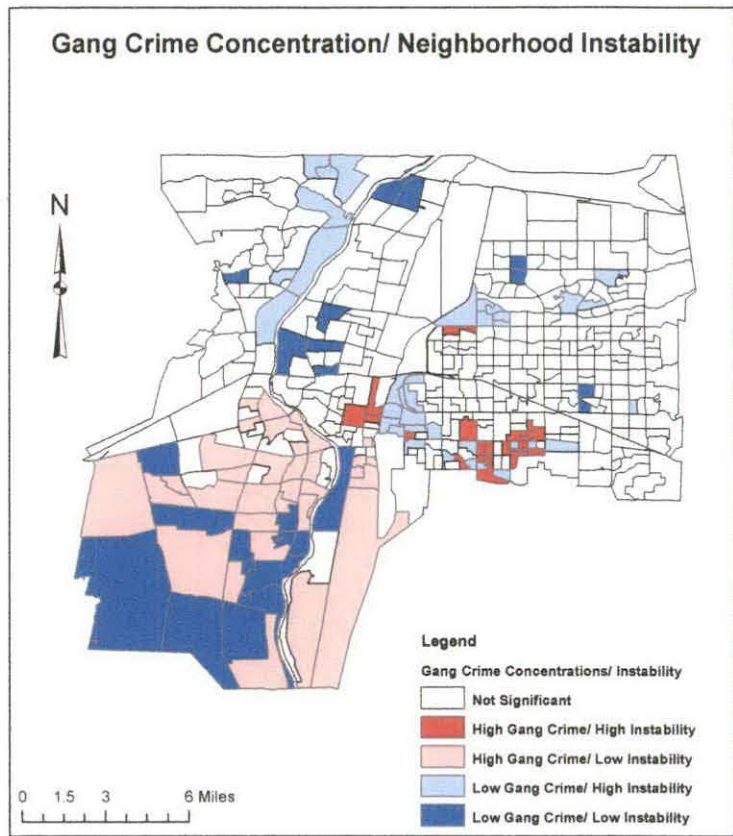 Gang Crime Concentration/ Neighborhood Instability
N
Legend
Gang Crime Concentrations/ Instability
Not Significant
High Gang Crime/ High Instability
High Gang Crime/ Low Instability
Low Gang Crime/ High Instability
Low Gang Crime/ Low Instability
0 1.5 3 6 Miles